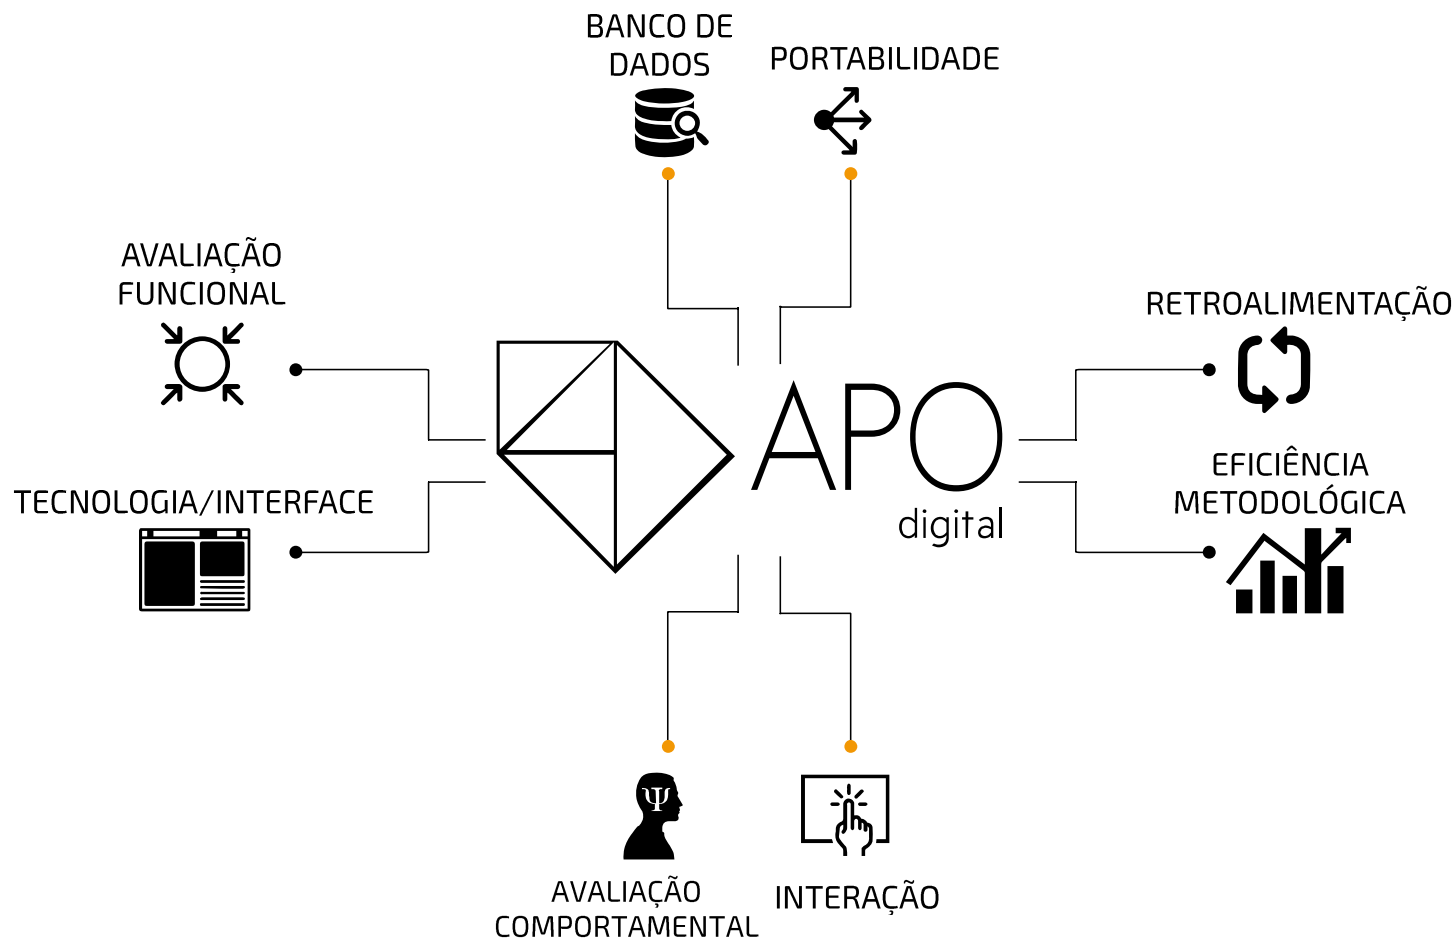 BANCO DE
DADOS
PORTABILIDADE
AVALIAÇÃO
FUNCIONAL
RETROALIMENTAÇÃO
TECNOLOGIA/INTERFACE
APO
digital
EFICIÊNCIA
METODOLÓGICA
Ψ
AVALIAÇÃO
COMPORTAMENTAL
INTERAÇÃO